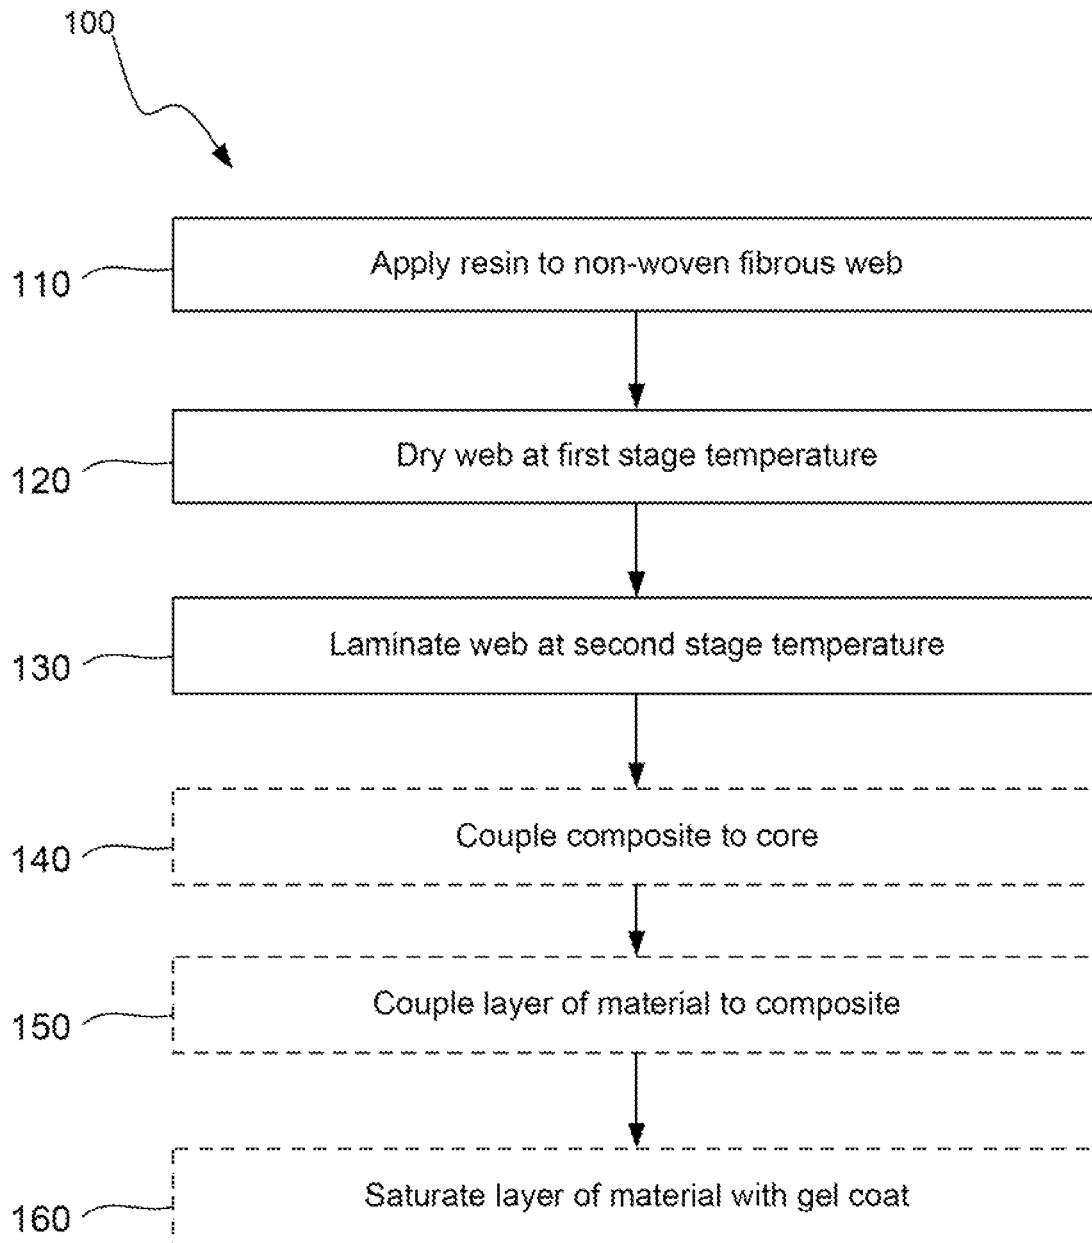 100
110 Apply resin to non-woven fibrous web
120 Dry web at first stage temperature
130 Laminate web at second stage temperature
140 Couple composite to core
150 Couple layer of material to composite
160 Saturate layer of material with gel coat